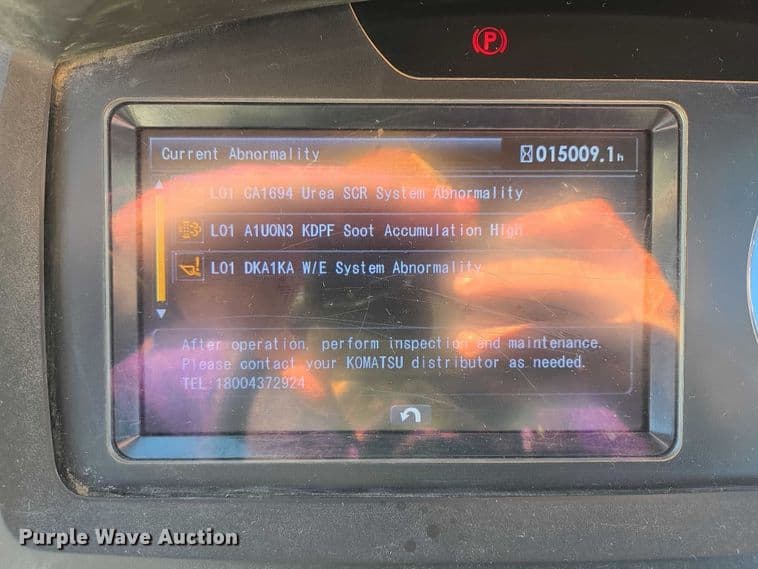 P
Current Abnormality
015009.1h
L01 CA1694 Urea SCR System Abnormality
L01 A1U0N3 KDPF Soot Accumulation High
L01 DKA1KA W/E System Abnormality
After operation, perform inspection and maintenance.
Please contact your KOMATSU distributor as needed.
TEL:18004372924
Purple Wave Auction